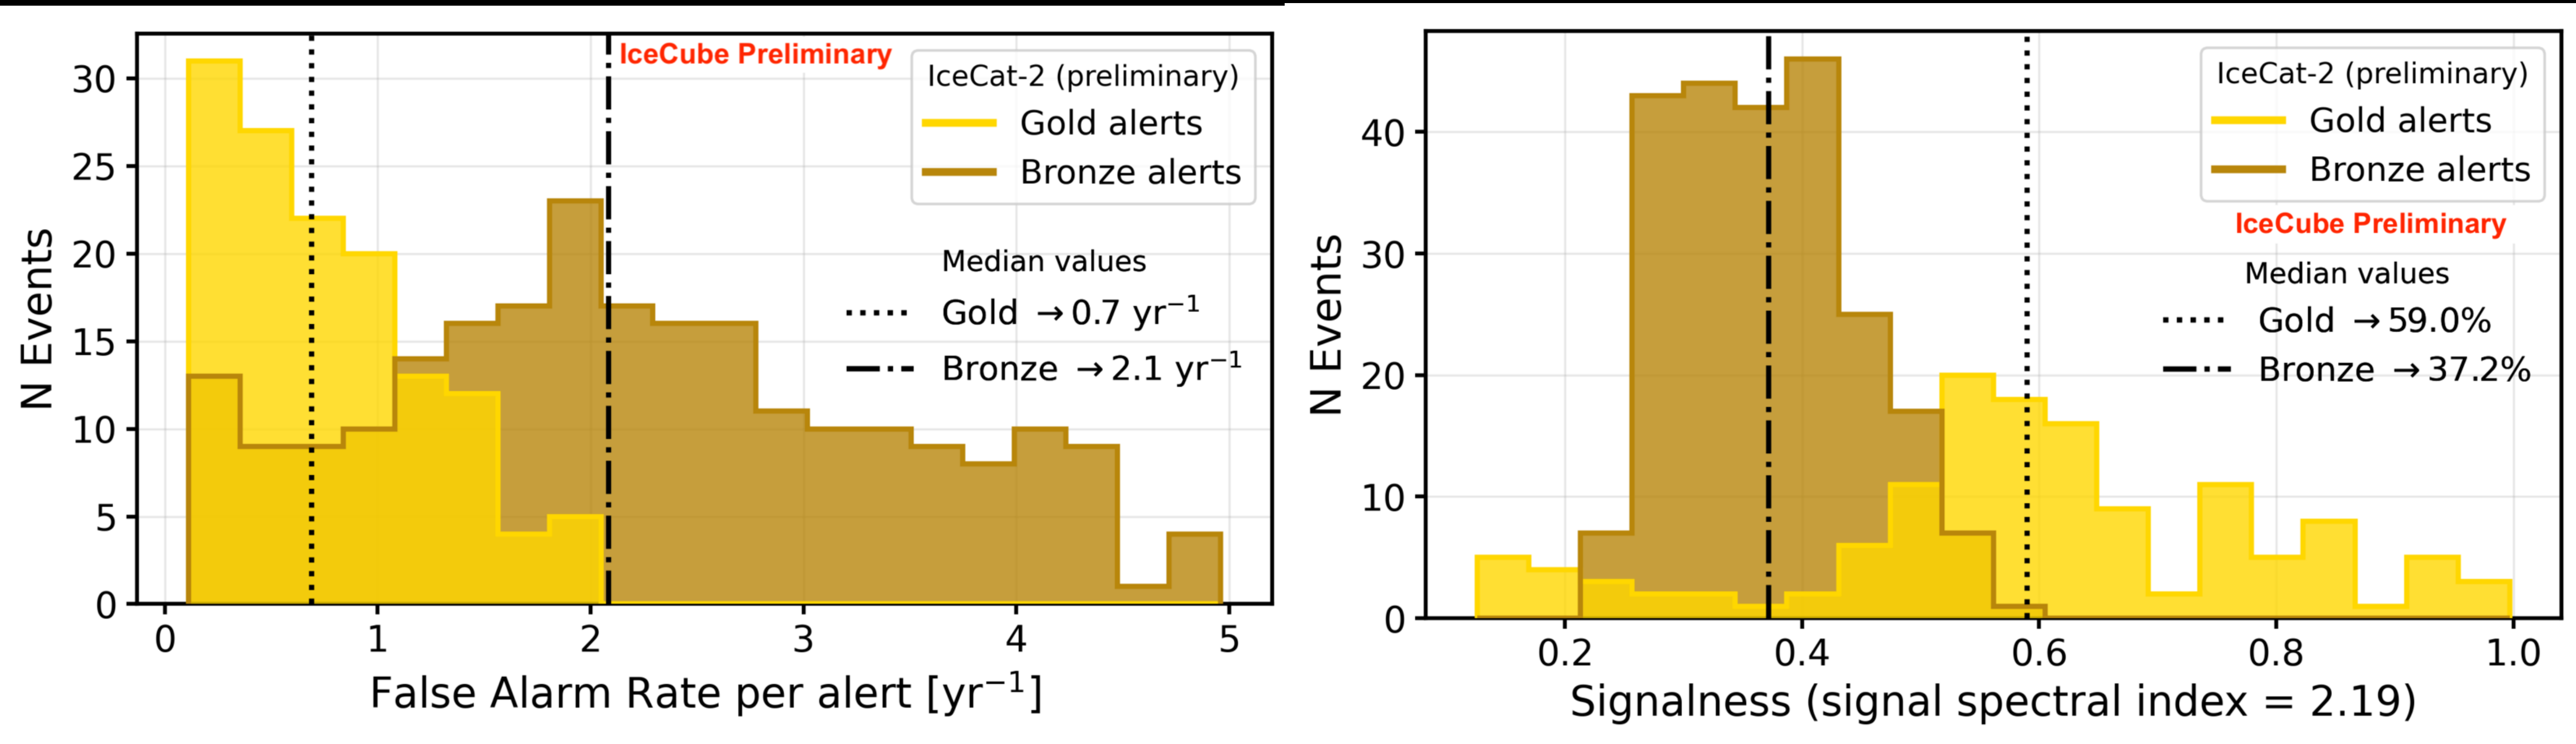 IceCube Preliminary
IceCat-2 (preliminary)
Gold alerts
Bronze alerts
Median values
Gold → 0.7 yr⁻¹
Bronze → 2.1 yr⁻¹
N Events
30
25
20
15
10
5
0
0 1 2 3 4 5
False Alarm Rate per alert [yr⁻¹]
IceCat-2 (preliminary)
Gold alerts
Bronze alerts
IceCube Preliminary
Median values
Gold → 59.0%
Bronze → 37.2%
N Events
40
30
20
10
0
0.2 0.4 0.6 0.8 1.0
Signalness (signal spectral index = 2.19)